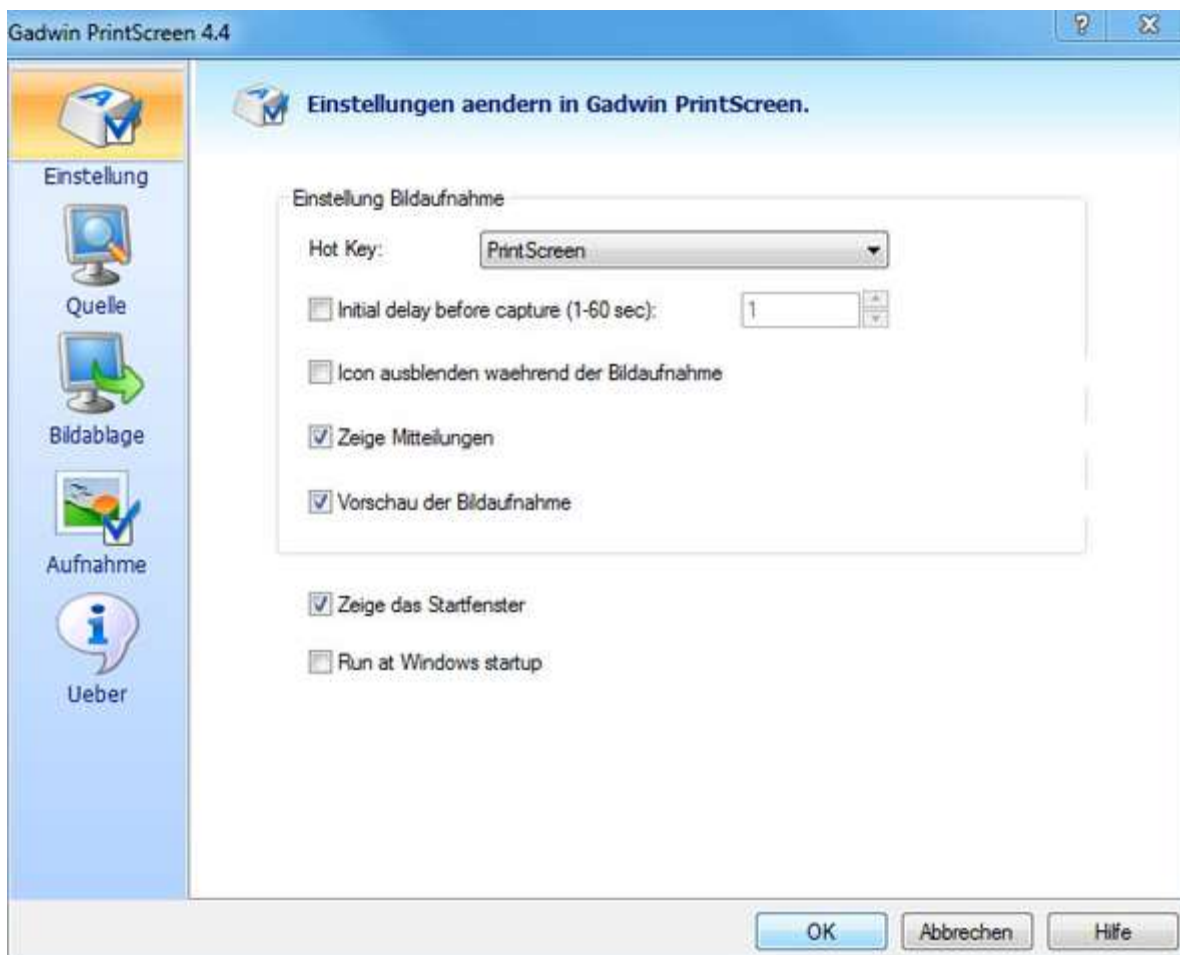 Gadwin PrintScreen 4.4
Einstellung
Quelle
Bildablage
Aufnahme
Ueber
Einstellungen aendern in Gadwin PrintScreen.
Einstellung Bildaufnahme
Hot Key: PrintScreen
Initial delay before capture (1-60 sec): 1
Icon ausblenden waehrend der Bildaufnahme
Zeige Mitteilungen
Vorschau der Bildaufnahme
Zeige das Startfenster
Run at Windows startup
OK Abbrechen Hilfe